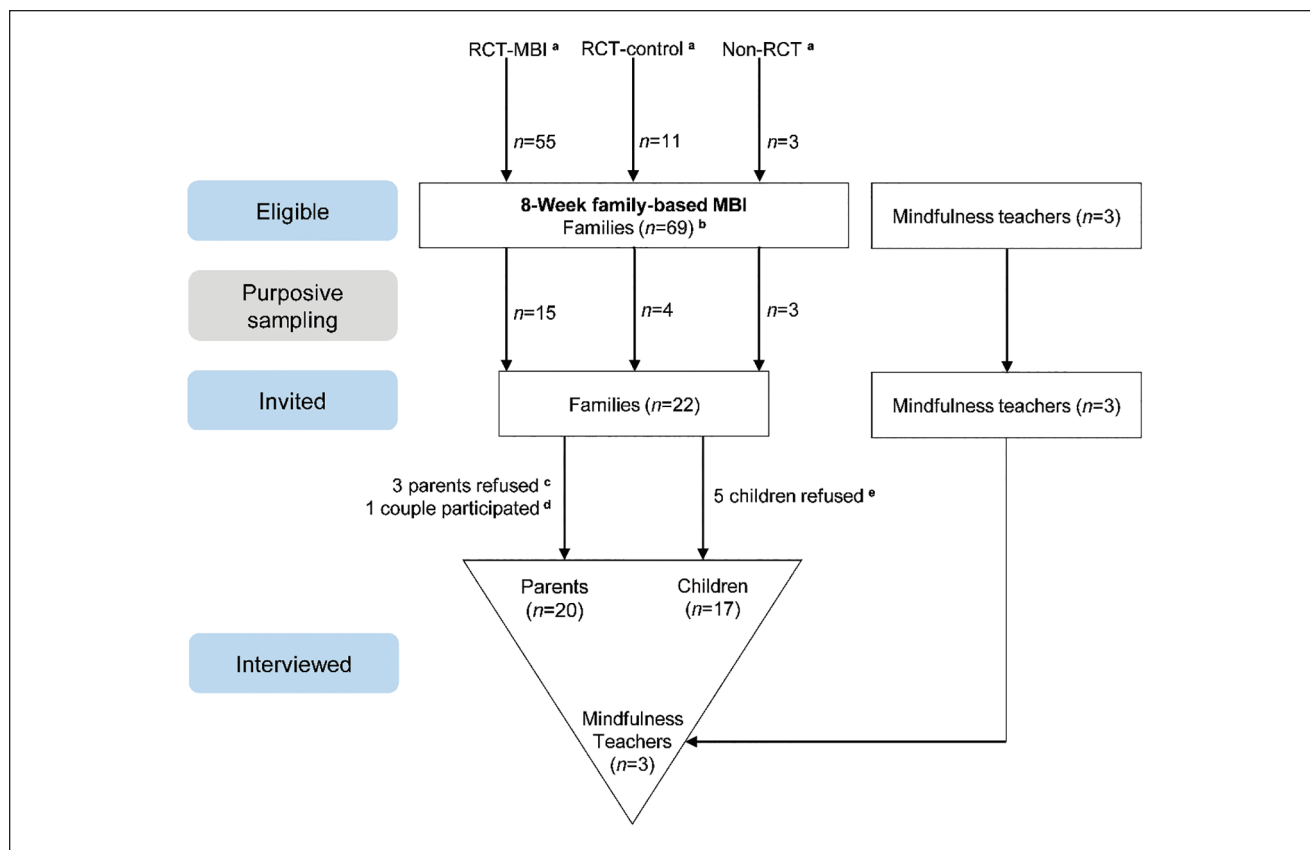 RCT-MBI a
RCT-control a
Non-RCT a
n=55
n=11
n=3
Eligible
8-Week family-based MBI
Families (n=69) b
Mindfulness teachers (n=3)
Purposive
sampling
n=15
n=4
n=3
Invited
Families (n=22)
Mindfulness teachers (n=3)
3 parents refused c
1 couple participated d
5 children refused e
Parents
(n=20)
Children
(n=17)
Interviewed
Mindfulness
Teachers
(n=3)